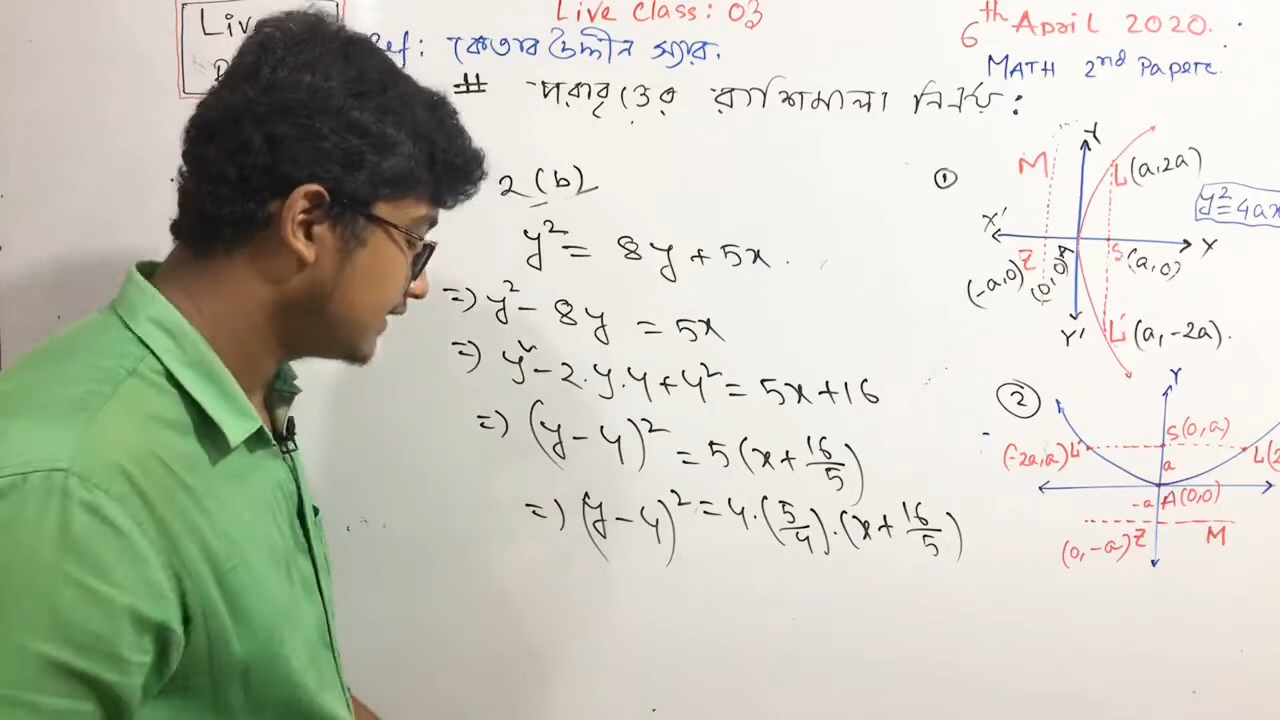 Live Class: 03
6th April 2020.
Ref: কেতাব উদ্দীন স্যার.
MATH 2nd Paper.
# পরাবৃত্তের রাশিমালা নির্ণয়:
2 (b)
y² = 8y + 5x.
=) y² - 8y = 5x
=) y² - 2.y.4 + 4² = 5x + 16
=) (y - 4)² = 5(x + 16/5)
=) (y - 4)² = 4.(5/4).(x + 16/5)
①
M
Y
L(a,2a)
y² = 4ax
X'
X
Z
S(a,0)
(-a,0)
Y'
L'(a,-2a).
②
Y
S(0,a)
(-2a,a)L'
a
-a
A(0,0)
(0,-a)Z
M